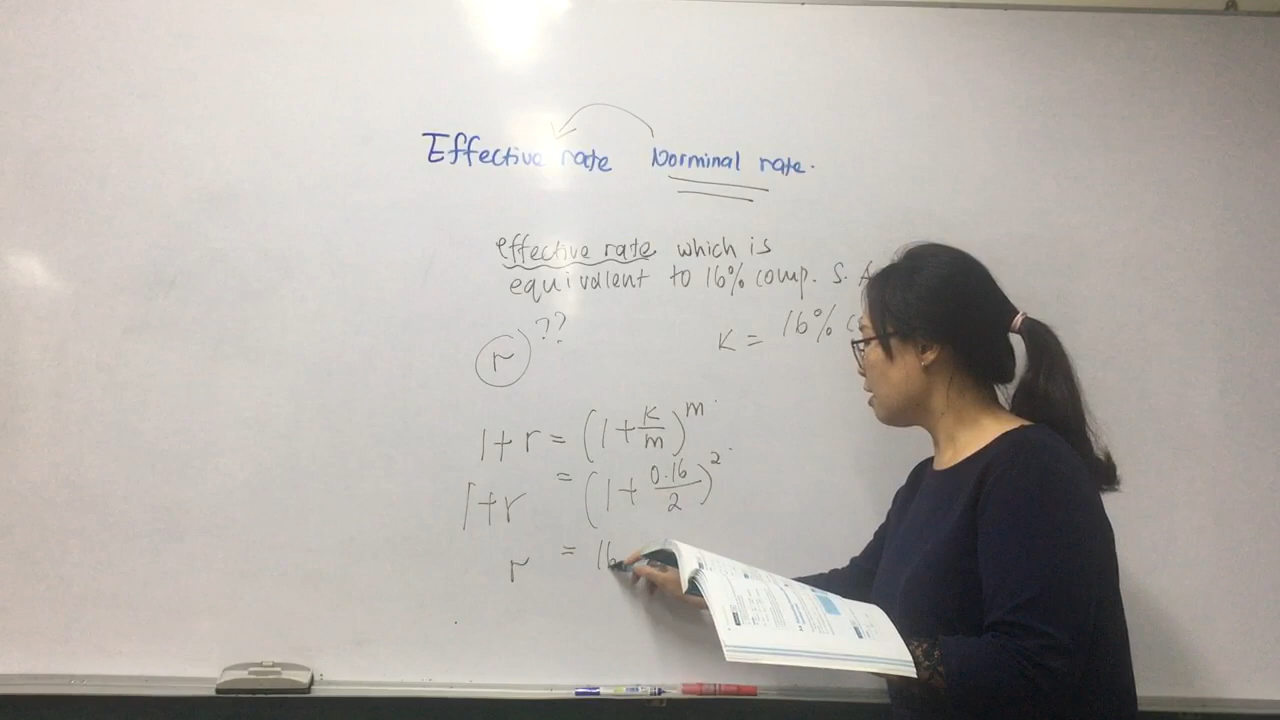 Effective rate Norminal rate.
effective rate which is
equivalent to 16% comp. S. A
r ??
K = 16% c
1 + r = (1 + K/m)^m
1 + r = (1 + 0.16/2)^2
r = 16